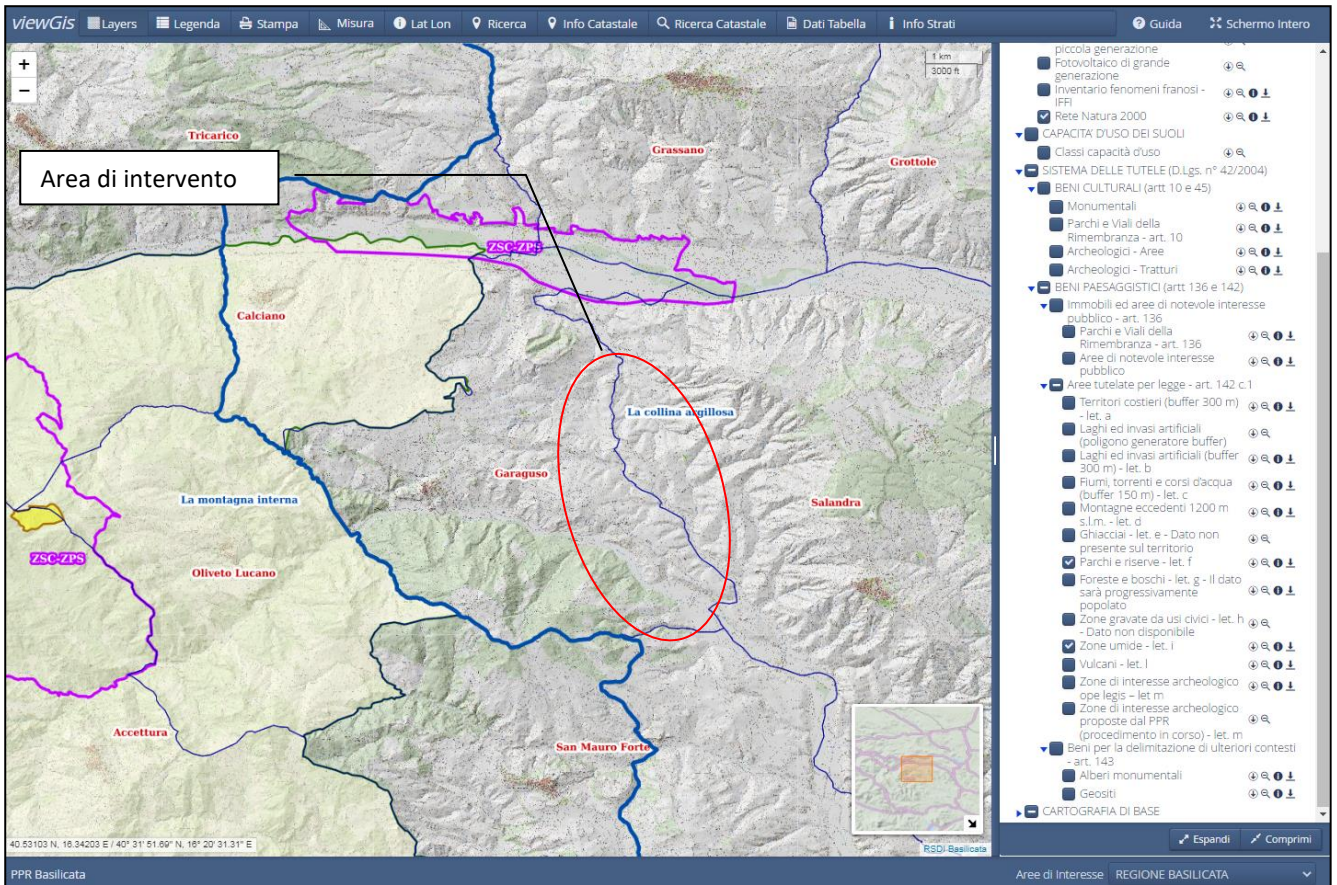 viewGis Layers Legenda Stampa Misura Lat Lon Ricerca Info Catastale Ricerca Catastale Dati Tabella Info Strati Guida Schermo Intero
+
−
1 km
3000 ft
Tricarico
Grassano
Grottole
Area di intervento
ZSC-ZPS
Calciano
La collina argillosa
Garaguso
La montagna interna
Salandra
ZSC-ZPS
Oliveto Lucano
Accettura
San Mauro Forte
40.53103 N, 16.34203 E / 40° 31' 51.69" N, 16° 20' 31.31" E
RSDI Basilicata
piccola generazione
Fotovoltaico di grande
generazione
Inventario fenomeni franosi -
IFFI
Rete Natura 2000
CAPACITA' D'USO DEI SUOLI
Classi capacità d'uso
SISTEMA DELLE TUTELE (D.Lgs. n° 42/2004)
BENI CULTURALI (artt 10 e 45)
Monumentali
Parchi e Viali della
Rimembranza - art. 10
Archeologici - Aree
Archeologici - Tratturi
BENI PAESAGGISTICI (artt 136 e 142)
Immobili ed aree di notevole interesse
pubblico - art. 136
Parchi e Viali della
Rimembranza - art. 136
Aree di notevole interesse
pubblico
Aree tutelate per legge - art. 142 c.1
Territori costieri (buffer 300 m)
- let. a
Laghi ed invasi artificiali
(poligono generatore buffer)
Laghi ed invasi artificiali (buffer
300 m) - let. b
Fiumi, torrenti e corsi d'acqua
(buffer 150 m) - let. c
Montagne eccedenti 1200 m
s.l.m. - let. d
Ghiacciai - let. e - Dato non
presente sul territorio
Parchi e riserve - let. f
Foreste e boschi - let. g - Il dato
sarà progressivamente
popolato
Zone gravate da usi civici - let. h
- Dato non disponibile
Zone umide - let. i
Vulcani - let. l
Zone di interesse archeologico
ope legis – let m
Zone di interesse archeologico
proposte dal PPR
(procedimento in corso) - let. m
Beni per la delimitazione di ulteriori contesti
- art. 143
Alberi monumentali
Geositi
CARTOGRAFIA DI BASE
Espandi Comprimi
PPR Basilicata
Aree di Interesse REGIONE BASILICATA